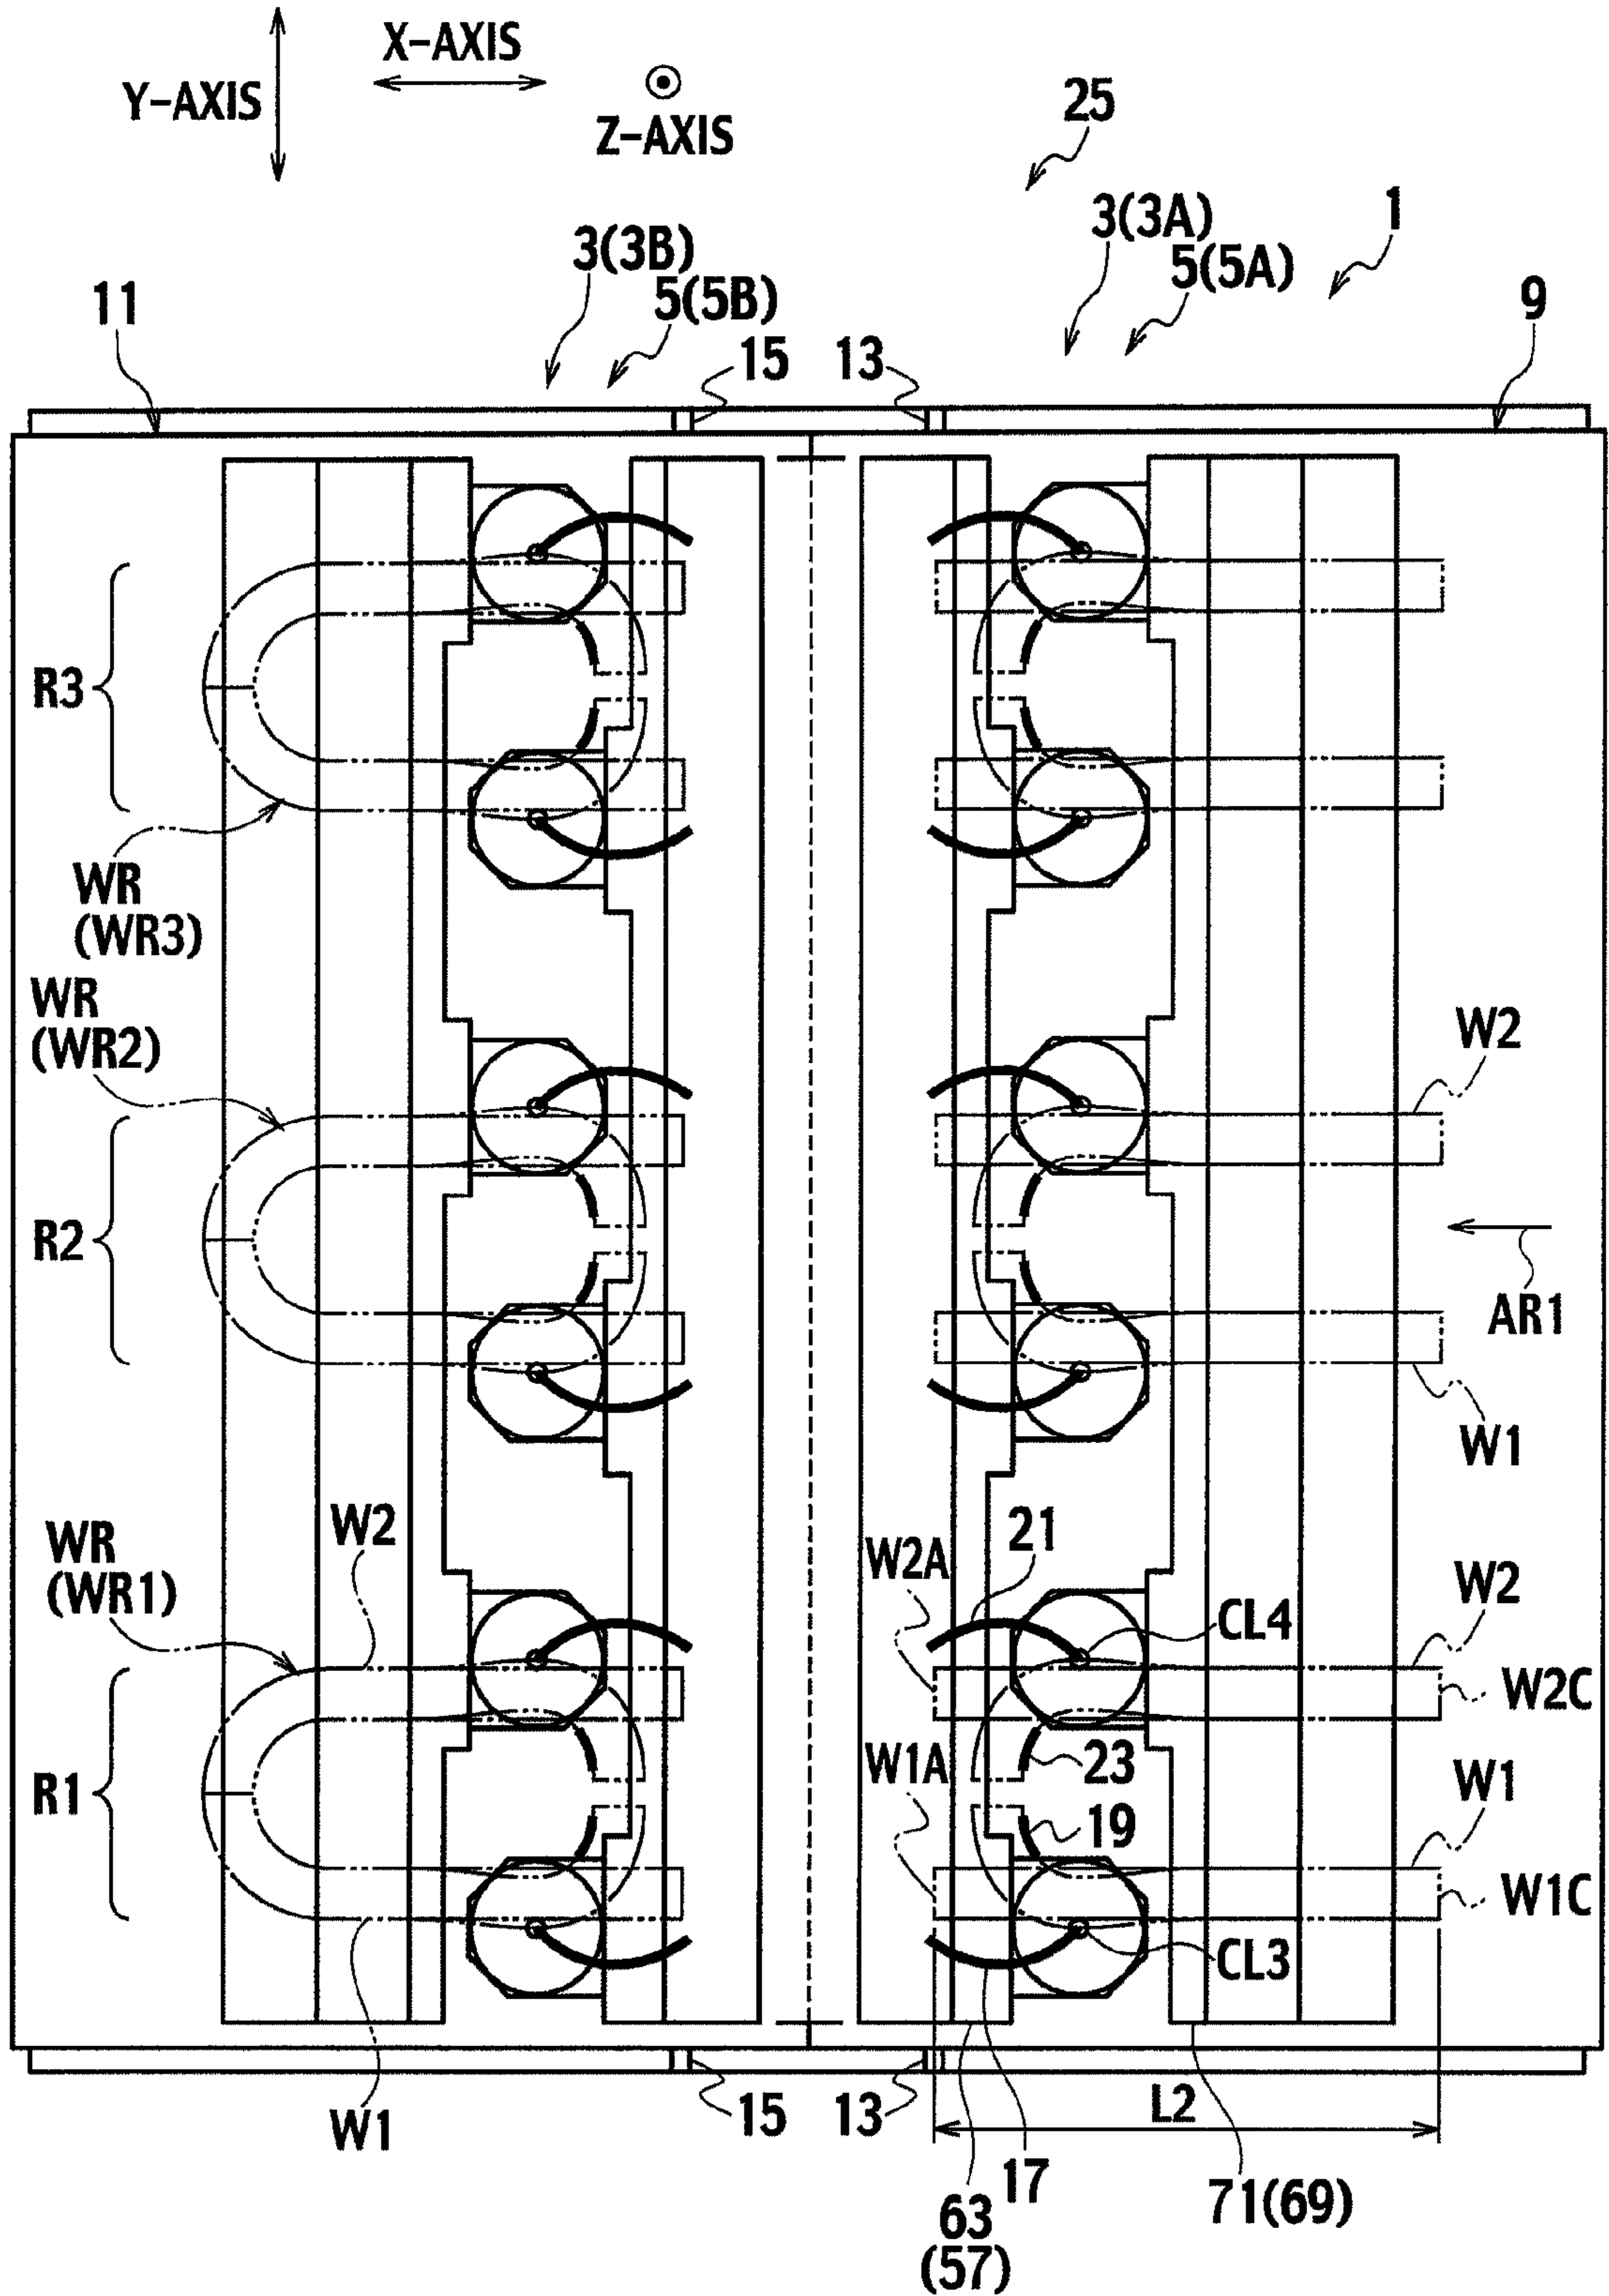 X-AXIS
Y-AXIS
Z-AXIS
25
3(3A)
1
5(5A)
3(3B)
5(5B)
11
9
15
13
R3
WR
(WR3)
WR
(WR2)
W2
R2
AR1
W1
21
W2
W2A
WR
(WR1)
W2
CL4
W2C
23
W1A
W1
R1
19
W1C
CL3
15
13
L2
W1
17
71(69)
63
(57)